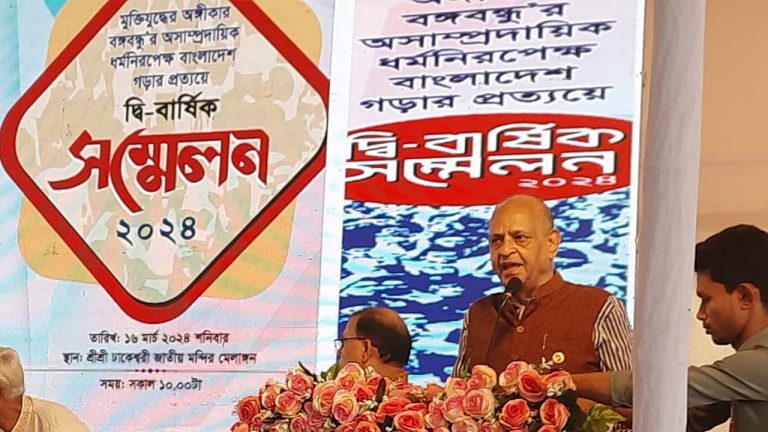 মুক্তিযুদ্ধের অঙ্গীকার
বঙ্গবন্ধু'র অসাম্প্রদায়িক
ধর্মনিরপেক্ষ বাংলাদেশ
গড়ার প্রত্যয়ে
দ্বি-বার্ষিক
সম্মেলন
২০২৪
তারিখ: ১৬ মার্চ ২০২৪ শনিবার
স্থান: শ্রীশ্রী ঢাকেশ্বরী জাতীয় মন্দির মেলাঙ্গন
সময়: সকাল ১০.০০টা
বঙ্গবন্ধু'র
অসাম্প্রদায়িক
ধর্মনিরপেক্ষ
বাংলাদেশ
গড়ার প্রত্যয়ে
দ্বি-বার্ষিক
সম্মেলন
২০২৪